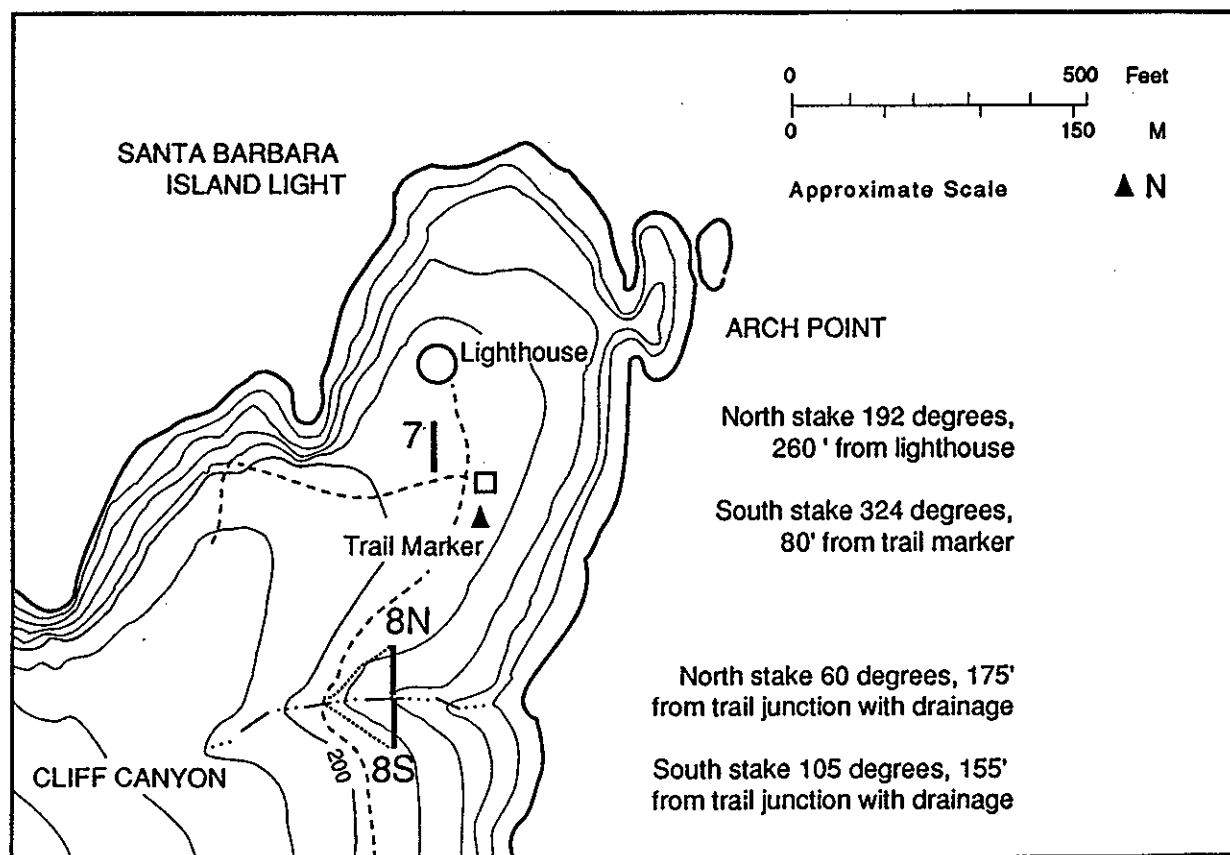 0 500 Feet
0 150 M
Approximate Scale
N
SANTA BARBARA
ISLAND LIGHT
ARCH POINT
Lighthouse
7
Trail Marker
North stake 192 degrees,
260 ' from lighthouse
South stake 324 degrees,
80' from trail marker
8N
8S
200
CLIFF CANYON
North stake 60 degrees, 175'
from trail junction with drainage
South stake 105 degrees, 155'
from trail junction with drainage